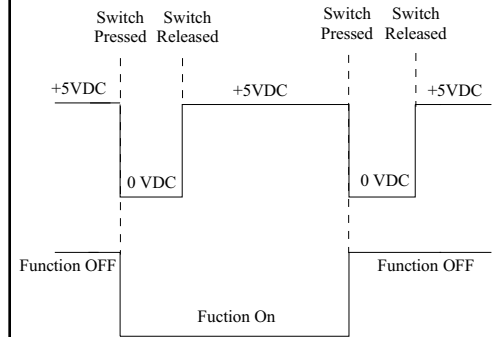 Switch Pressed
Switch Released
Switch Pressed
Switch Released
+5VDC
+5VDC
+5VDC
0 VDC
0 VDC
Function OFF
Function OFF
Fuction On